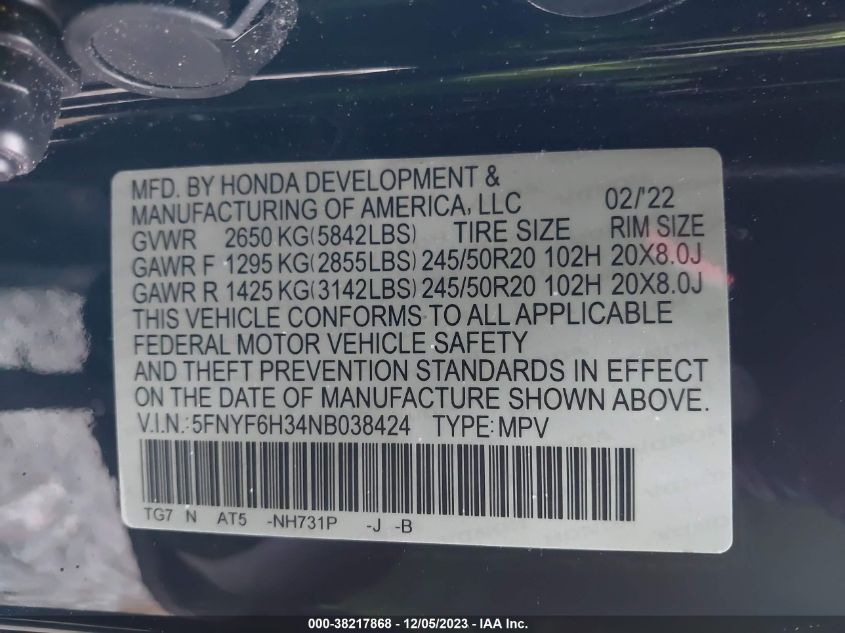 MFD. BY HONDA DEVELOPMENT &
MANUFACTURING OF AMERICA, LLC 02/'22
GVWR 2650 KG(5842LBS) TIRE SIZE RIM SIZE
GAWR F 1295 KG(2855LBS) 245/50R20 102H 20X8.0J
GAWR R 1425 KG(3142LBS) 245/50R20 102H 20X8.0J
THIS VEHICLE CONFORMS TO ALL APPLICABLE
FEDERAL MOTOR VEHICLE SAFETY
AND THEFT PREVENTION STANDARDS IN EFFECT
ON THE DATE OF MANUFACTURE SHOWN ABOVE.
V.I.N.:5FNYF6H34NB038424 TYPE:MPV
TG7 N AT5 -NH731P -J -B
000-38217868 - 12/05/2023 - IAA Inc.